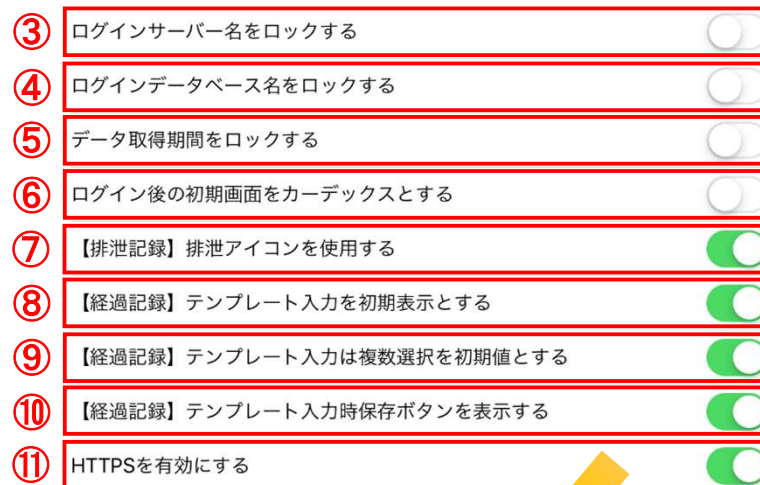 ③ ログインサーバー名をロックする
④ ログインデータベース名をロックする
⑤ データ取得期間をロックする
⑥ ログイン後の初期画面をカーデックスとする
⑦ 【排泄記録】排泄アイコンを使用する
⑧ 【経過記録】テンプレート入力を初期表示とする
⑨ 【経過記録】テンプレート入力は複数選択を初期値とする
⑩ 【経過記録】テンプレート入力時保存ボタンを表示する
⑪ HTTPSを有効にする